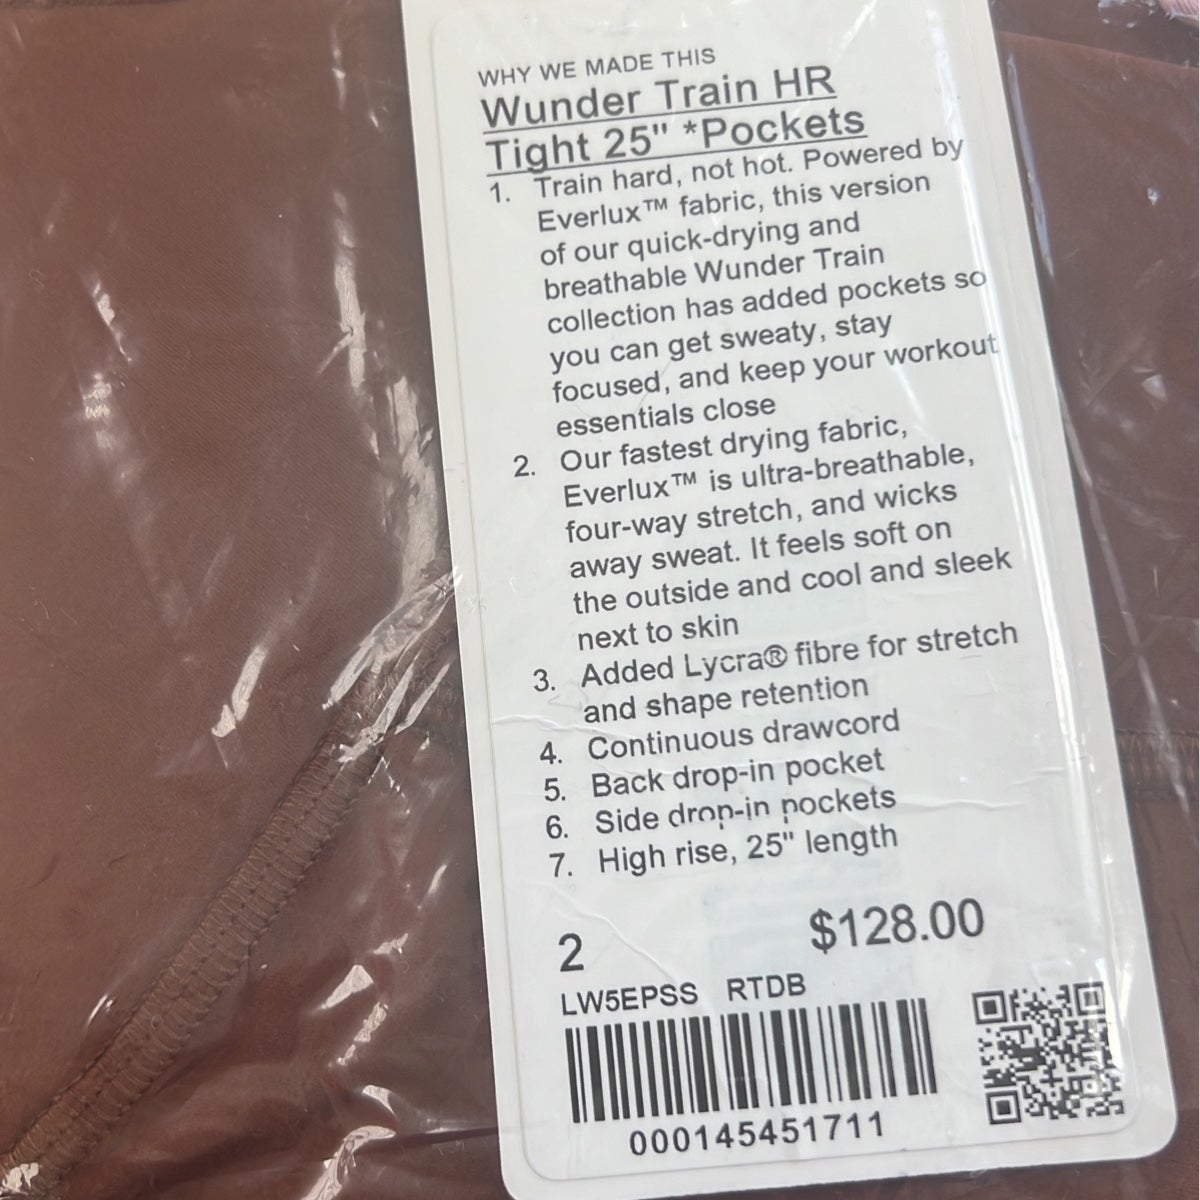 WHY WE MADE THIS
Wunder Train HR
Tight 25" *Pockets
1. Train hard, not hot. Powered by
Everlux™ fabric, this version
of our quick-drying and
breathable Wunder Train
collection has added pockets so
you can get sweaty, stay
focused, and keep your workout
essentials close
2. Our fastest drying fabric,
Everlux™ is ultra-breathable,
four-way stretch, and wicks
away sweat. It feels soft on
the outside and cool and sleek
next to skin
3. Added Lycra® fibre for stretch
and shape retention
4. Continuous drawcord
5. Back drop-in pocket
6. Side drop-in pockets
7. High rise, 25" length
2 $128.00
LW5EPSS RTDB
000145451711